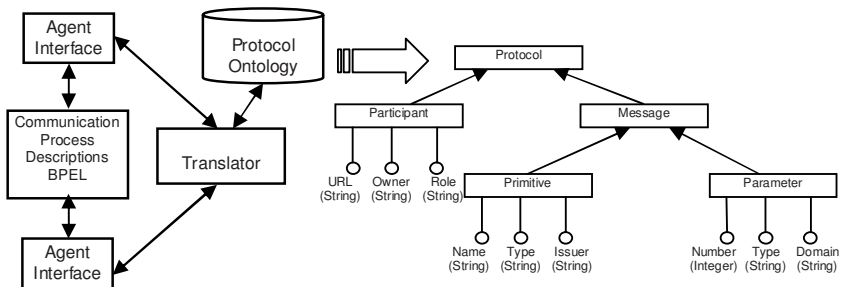 Agent
Interface
Communication
Process
Descriptions
BPEL
Agent
Interface
Translator
Protocol
Ontology
Protocol
Participant
Message
URL
(String)
Owner
(String)
Role
(String)
Primitive
Parameter
Name
(String)
Type
(String)
Issuer
(String)
Number
(Integer)
Type
(String)
Domain
(String)